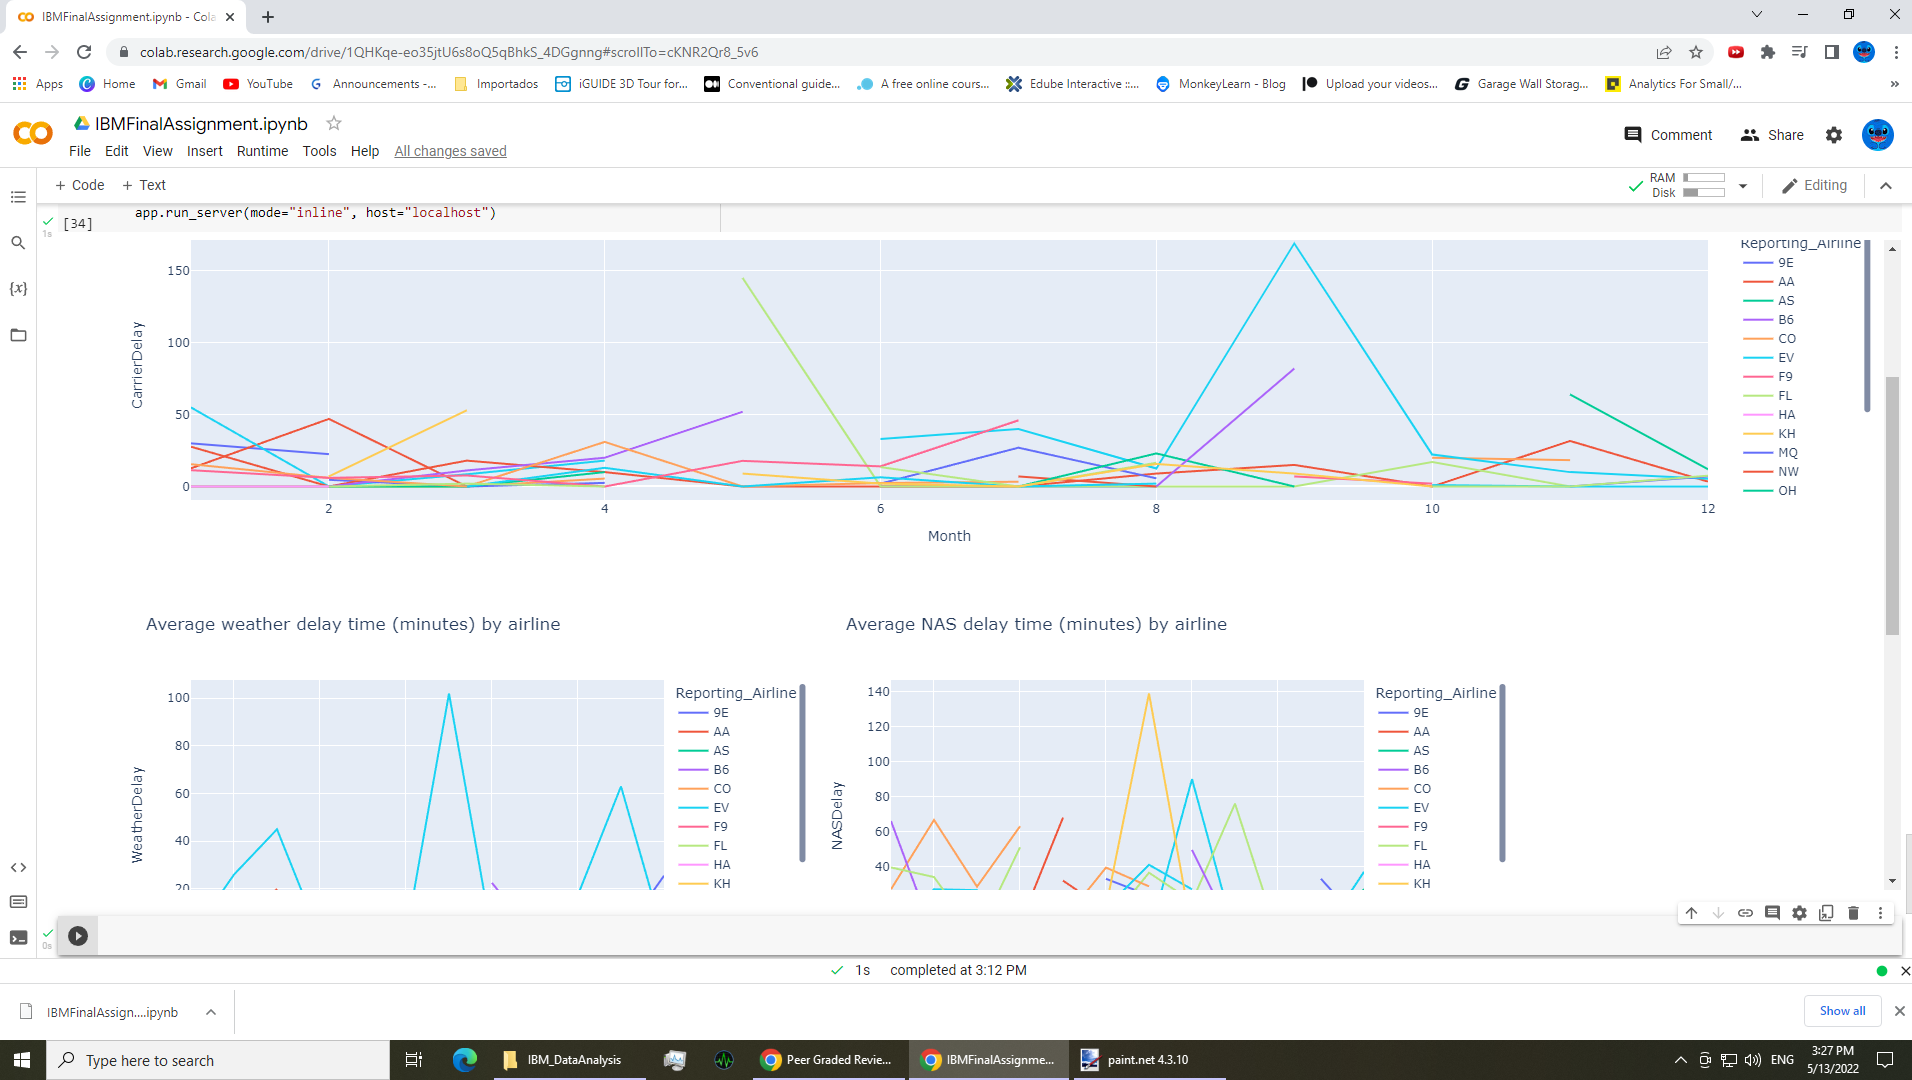 IBMFinalAssignment.ipynb - Cola
colab.research.google.com/drive/1QHKqe-eo35jtU6s8oQ5qBhkS_4DGgnng#scrollTo=cKNR2Qr8_5v6
Apps Home Gmail YouTube Announcements -... Importados iGUIDE 3D Tour for... Conventional guide... A free online cours... Edube Interactive ::... MonkeyLearn - Blog Upload your videos... Garage Wall Storag... Analytics For Small/... »
IBMFinalAssignment.ipynb
Comment Share
File Edit View Insert Runtime Tools Help All changes saved
+ Code + Text
RAM
Disk
Editing
app.run_server(mode="inline", host="localhost")
[34]
1s
{x}
CarrierDelay
150
100
50
0
2 4 6 8 10 12
Month
Reporting_Airline
9E
AA
AS
B6
CO
EV
F9
FL
HA
KH
MQ
NW
OH
Average weather delay time (minutes) by airline
WeatherDelay
100
80
60
40
20
Reporting_Airline
9E
AA
AS
B6
CO
EV
F9
FL
HA
KH
Average NAS delay time (minutes) by airline
NASDelay
140
120
100
80
60
40
Reporting_Airline
9E
AA
AS
B6
CO
EV
F9
FL
HA
KH
0s
1s completed at 3:12 PM
IBMFinalAssign....ipynb
Show all
Type here to search
IBM_DataAnalysis
Peer Graded Revie...
IBMFinalAssignme...
paint.net 4.3.10
ENG
3:27 PM
5/13/2022